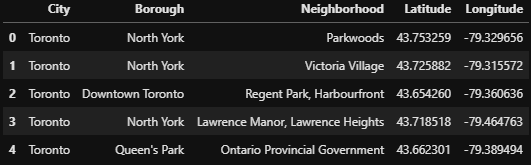 City Borough Neighborhood Latitude Longitude
0 Toronto North York Parkwoods 43.753259 -79.329656
1 Toronto North York Victoria Village 43.725882 -79.315572
2 Toronto Downtown Toronto Regent Park, Harbourfront 43.654260 -79.360636
3 Toronto North York Lawrence Manor, Lawrence Heights 43.718518 -79.464763
4 Toronto Queen's Park Ontario Provincial Government 43.662301 -79.389494